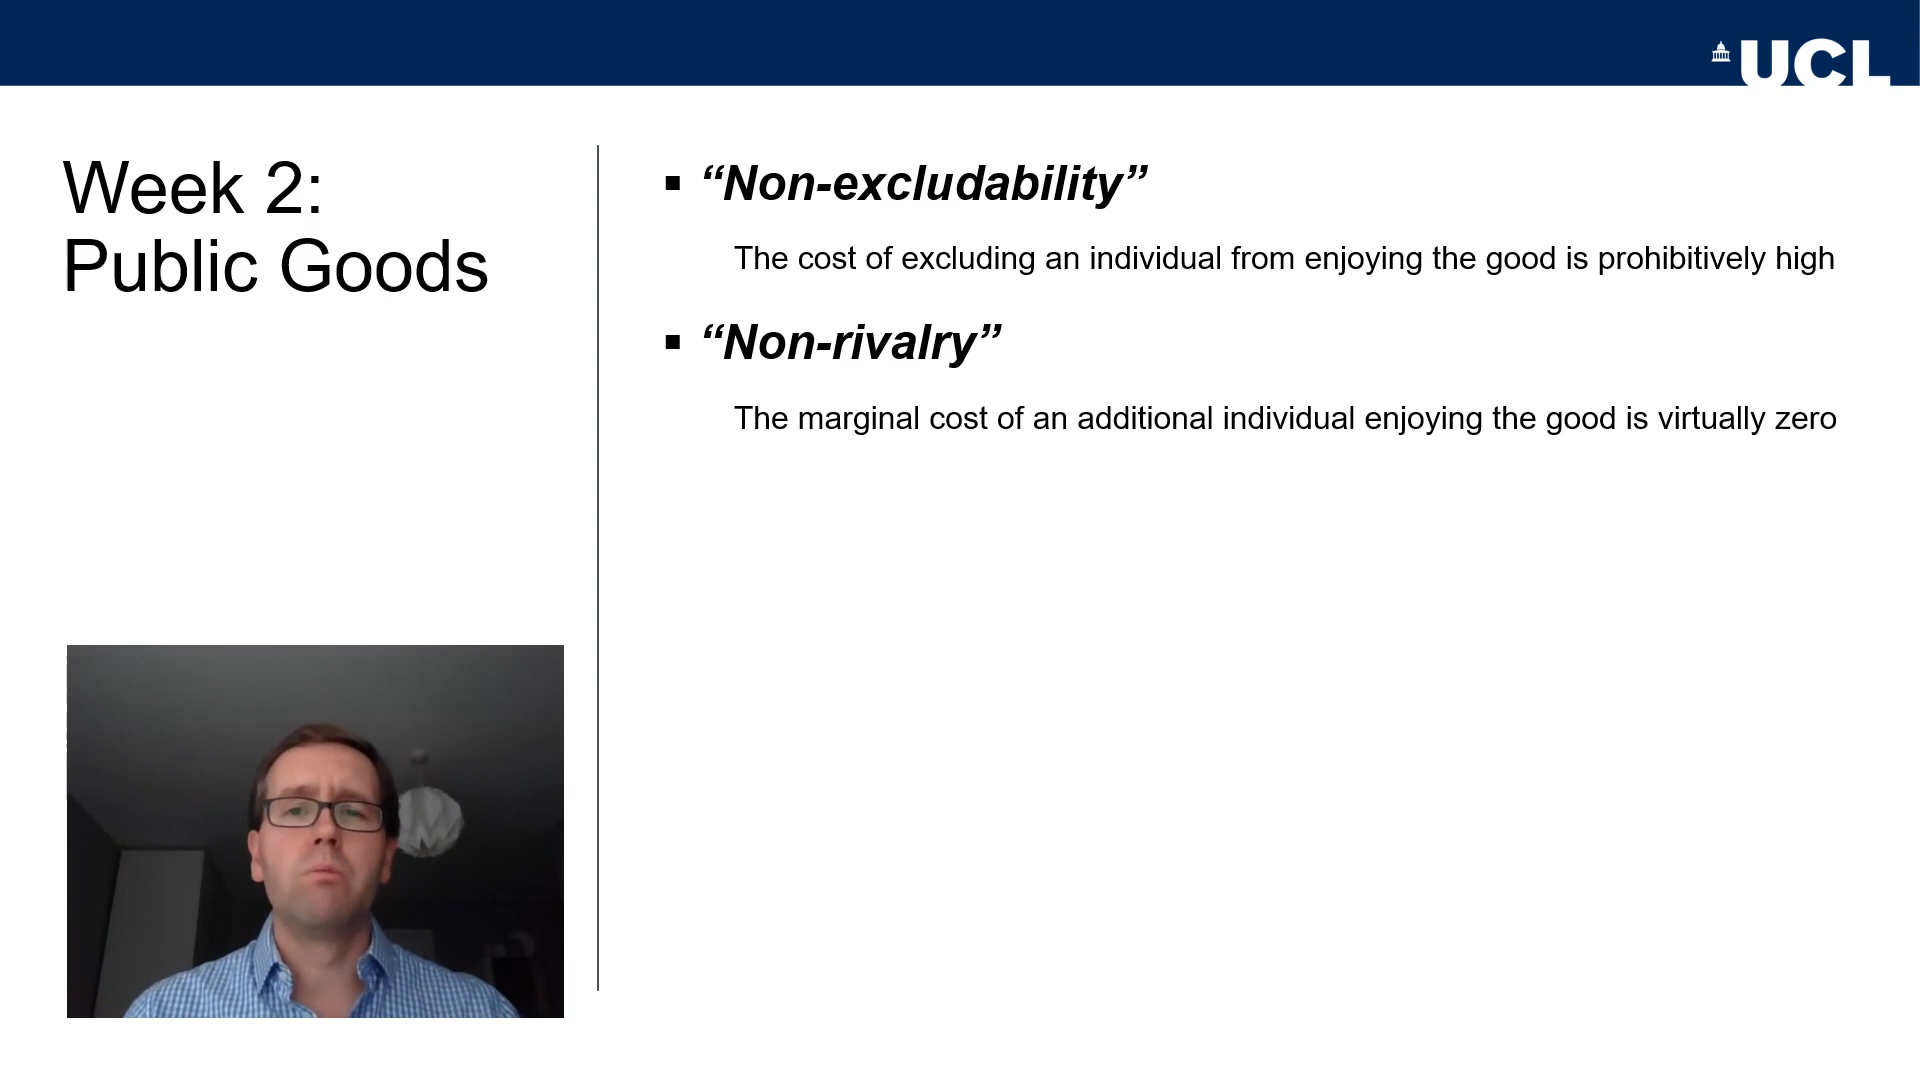 UCL
Week 2:
Public Goods
▪ “Non-excludability”
The cost of excluding an individual from enjoying the good is prohibitively high
▪ “Non-rivalry”
The marginal cost of an additional individual enjoying the good is virtually zero